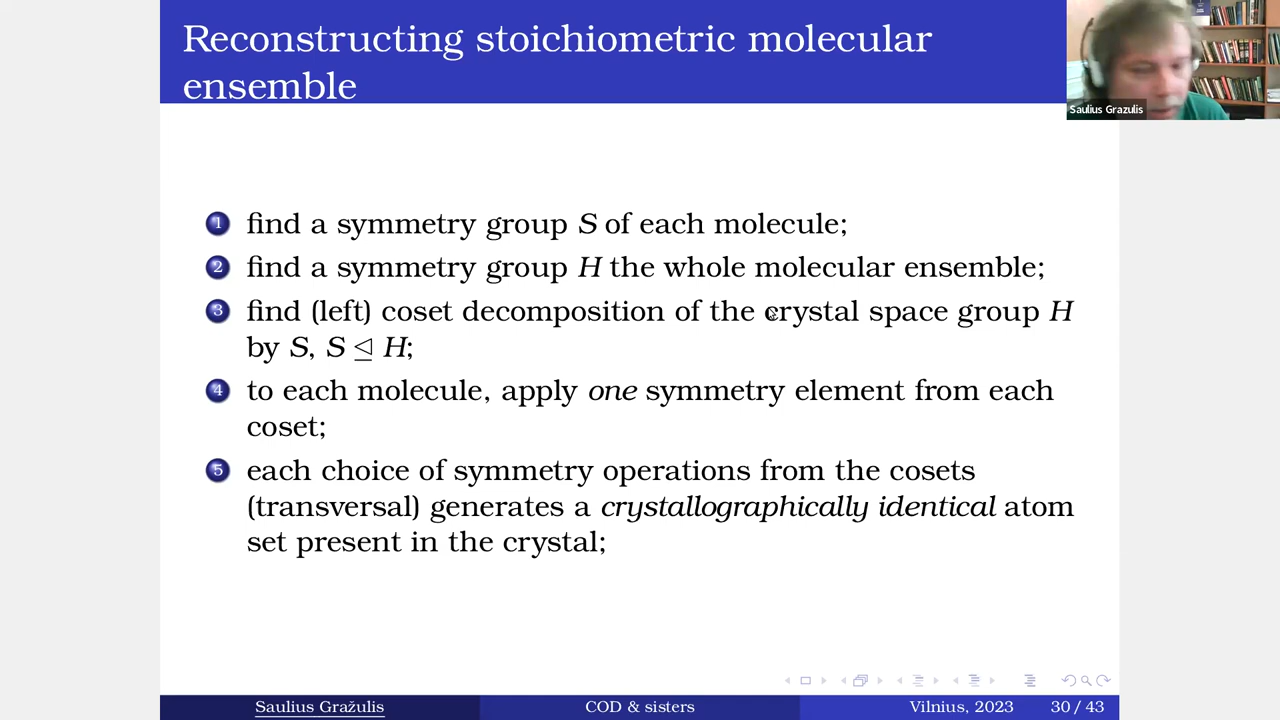 Reconstructing stoichiometric molecular
ensemble
Saulius Grazulis
1 find a symmetry group S of each molecule;
2 find a symmetry group H the whole molecular ensemble;
3 find (left) coset decomposition of the crystal space group H
by S, S ⊴ H;
4 to each molecule, apply one symmetry element from each
coset;
5 each choice of symmetry operations from the cosets
(transversal) generates a crystallographically identical atom
set present in the crystal;
Saulius Gražulis COD & sisters Vilnius, 2023 30 / 43